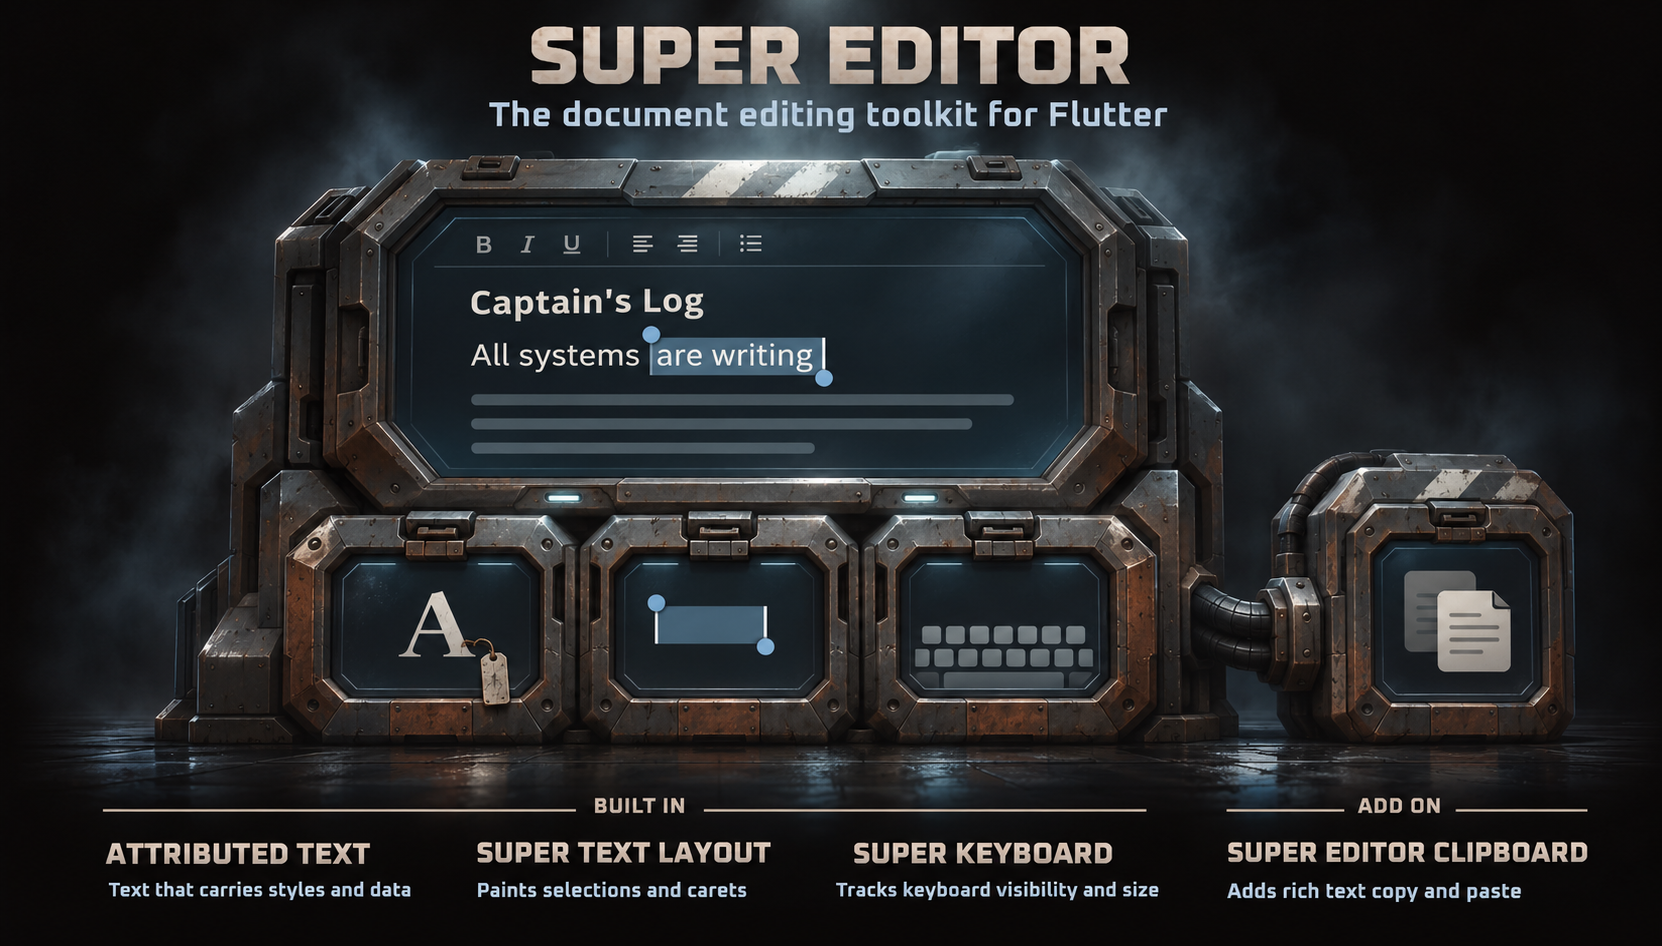 SUPER EDITOR
The document editing toolkit for Flutter
B I U
Captain's Log
All systems are writing
A
BUILT IN
ADD ON
ATTRIBUTED TEXT
SUPER TEXT LAYOUT
SUPER KEYBOARD
SUPER EDITOR CLIPBOARD
Text that carries styles and data
Paints selections and carets
Tracks keyboard visibility and size
Adds rich text copy and paste